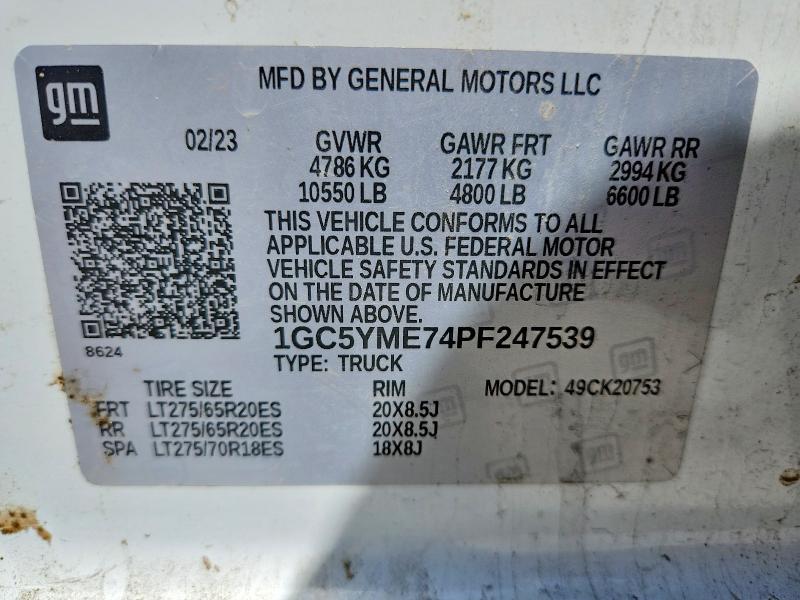 gm
MFD BY GENERAL MOTORS LLC
02/23 GVWR GAWR FRT GAWR RR
4786 KG 2177 KG 2994 KG
10550 LB 4800 LB 6600 LB
THIS VEHICLE CONFORMS TO ALL
APPLICABLE U.S. FEDERAL MOTOR
VEHICLE SAFETY STANDARDS IN EFFECT
ON THE DATE OF MANUFACTURE
SHOWN ABOVE.
8624
1GC5YME74PF247539
TYPE: TRUCK
TIRE SIZE RIM MODEL: 49CK20753
FRT LT275/65R20ES 20X8.5J
RR LT275/65R20ES 20X8.5J
SPA LT275/70R18ES 18X8J